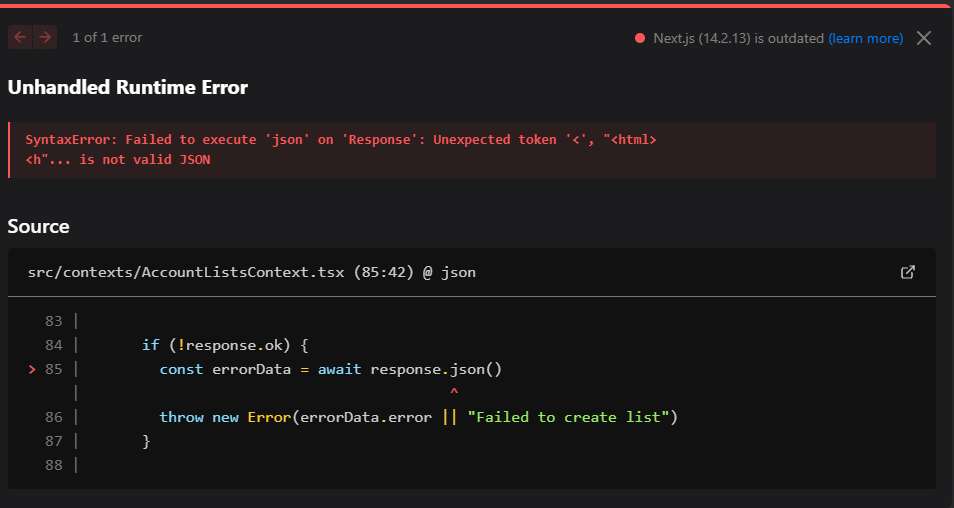 1 of 1 error
Next.js (14.2.13) is outdated (learn more)
Unhandled Runtime Error
SyntaxError: Failed to execute 'json' on 'Response': Unexpected token '<', "<html>
<h"... is not valid JSON
Source
src/contexts/AccountListsContext.tsx (85:42) @ json
83 |
84 | if (!response.ok) {
> 85 | const errorData = await response.json()
| ^
86 | throw new Error(errorData.error || "Failed to create list")
87 | }
88 |